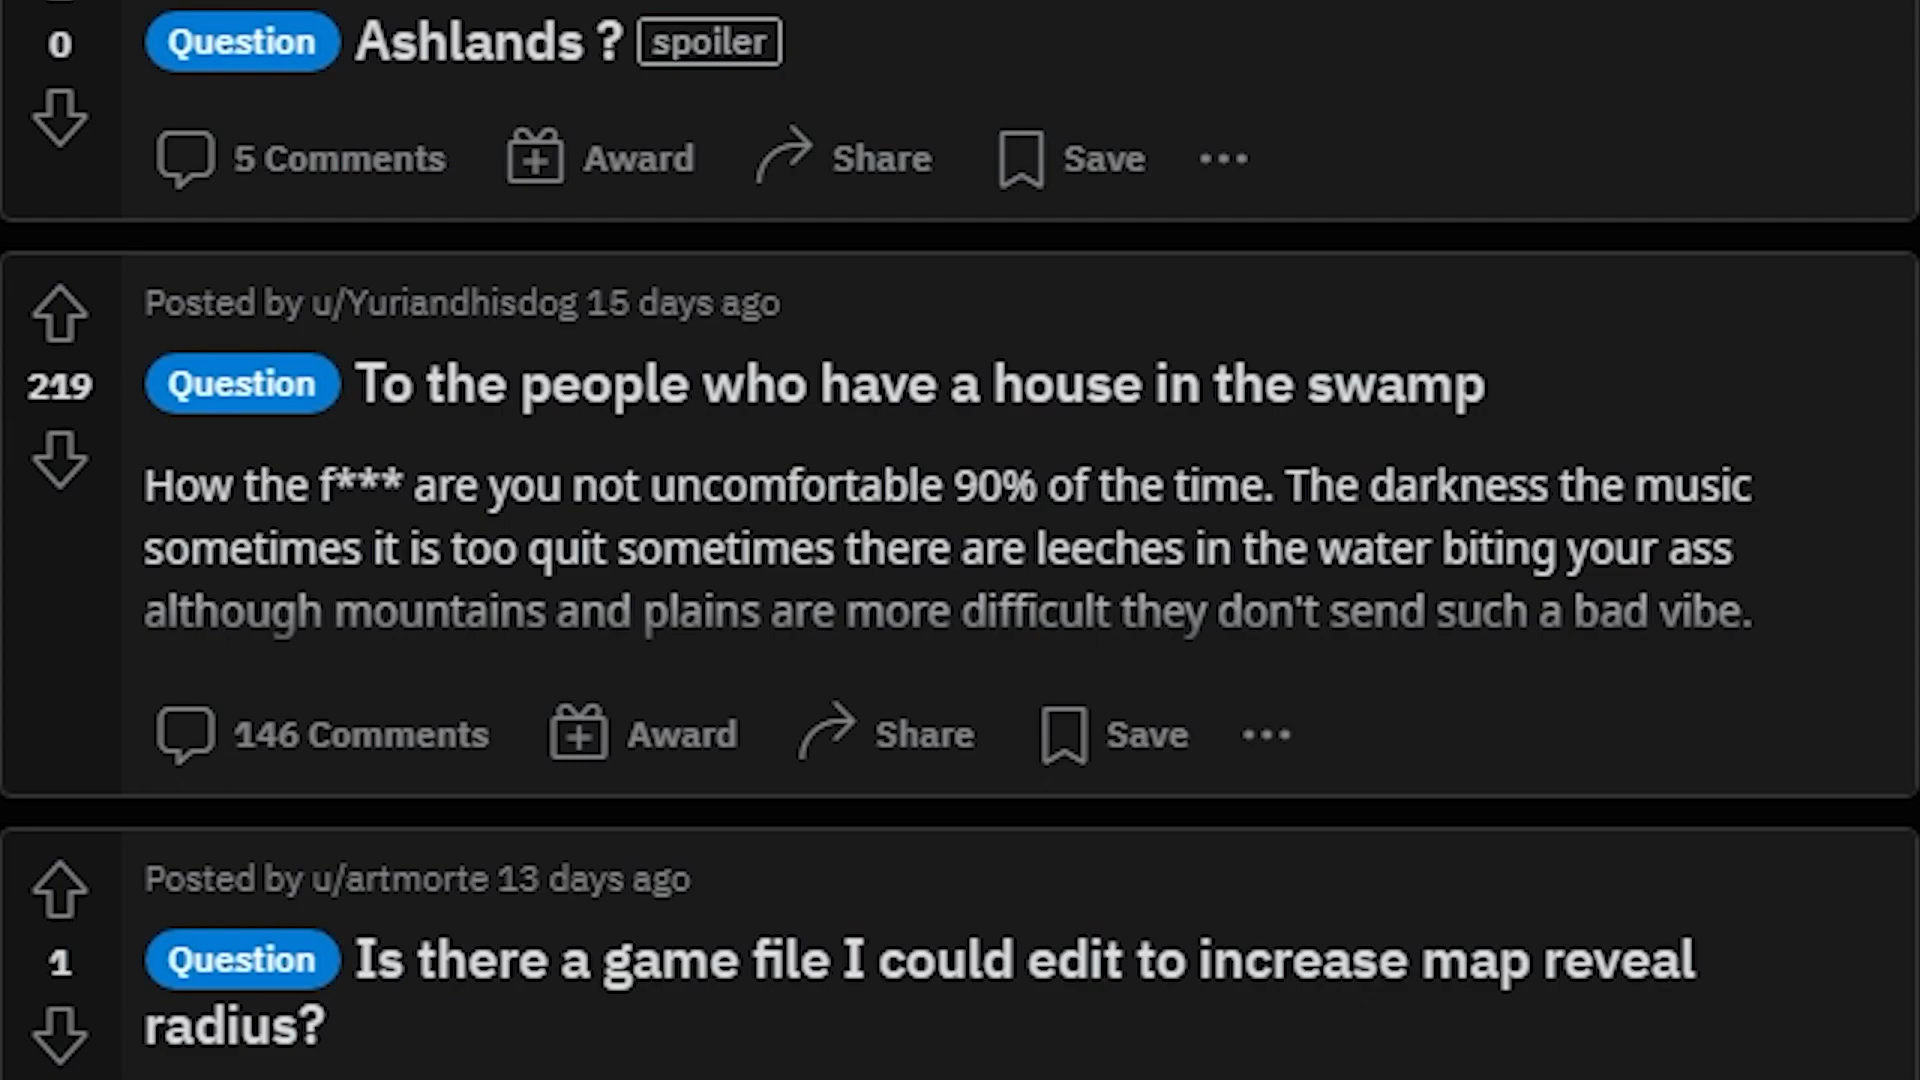 0
Question Ashlands ? spoiler
5 Comments Award Share Save
Posted by u/Yuriandhisdog 15 days ago
219
Question To the people who have a house in the swamp
How the f*** are you not uncomfortable 90% of the time. The darkness the music
sometimes it is too quit sometimes there are leeches in the water biting your ass
although mountains and plains are more difficult they don't send such a bad vibe.
146 Comments Award Share Save
Posted by u/artmorte 13 days ago
1
Question Is there a game file I could edit to increase map reveal
radius?